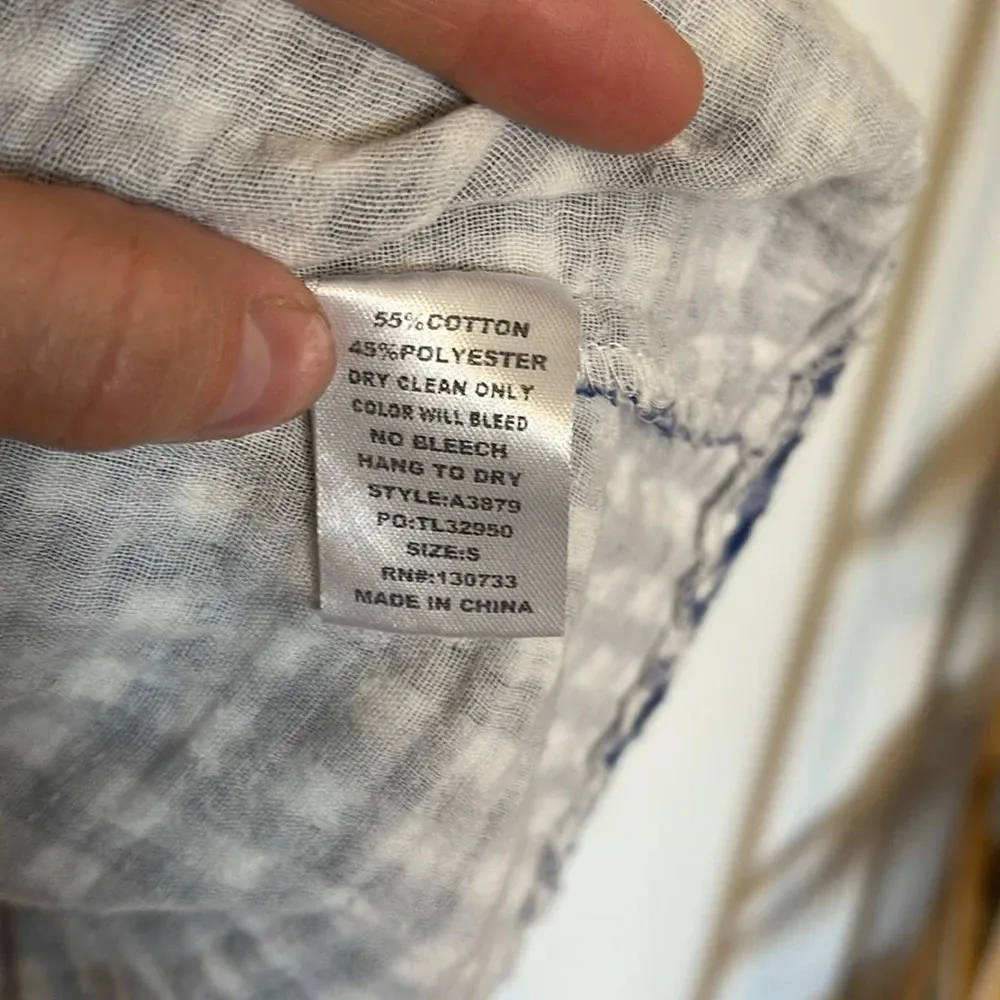 55%COTTON
45%POLYESTER
DRY CLEAN ONLY
COLOR WILL BLEED
NO BLEECH
HANG TO DRY
STYLE:A3879
PO:TL32950
SIZE:S
RN#:130733
MADE IN CHINA